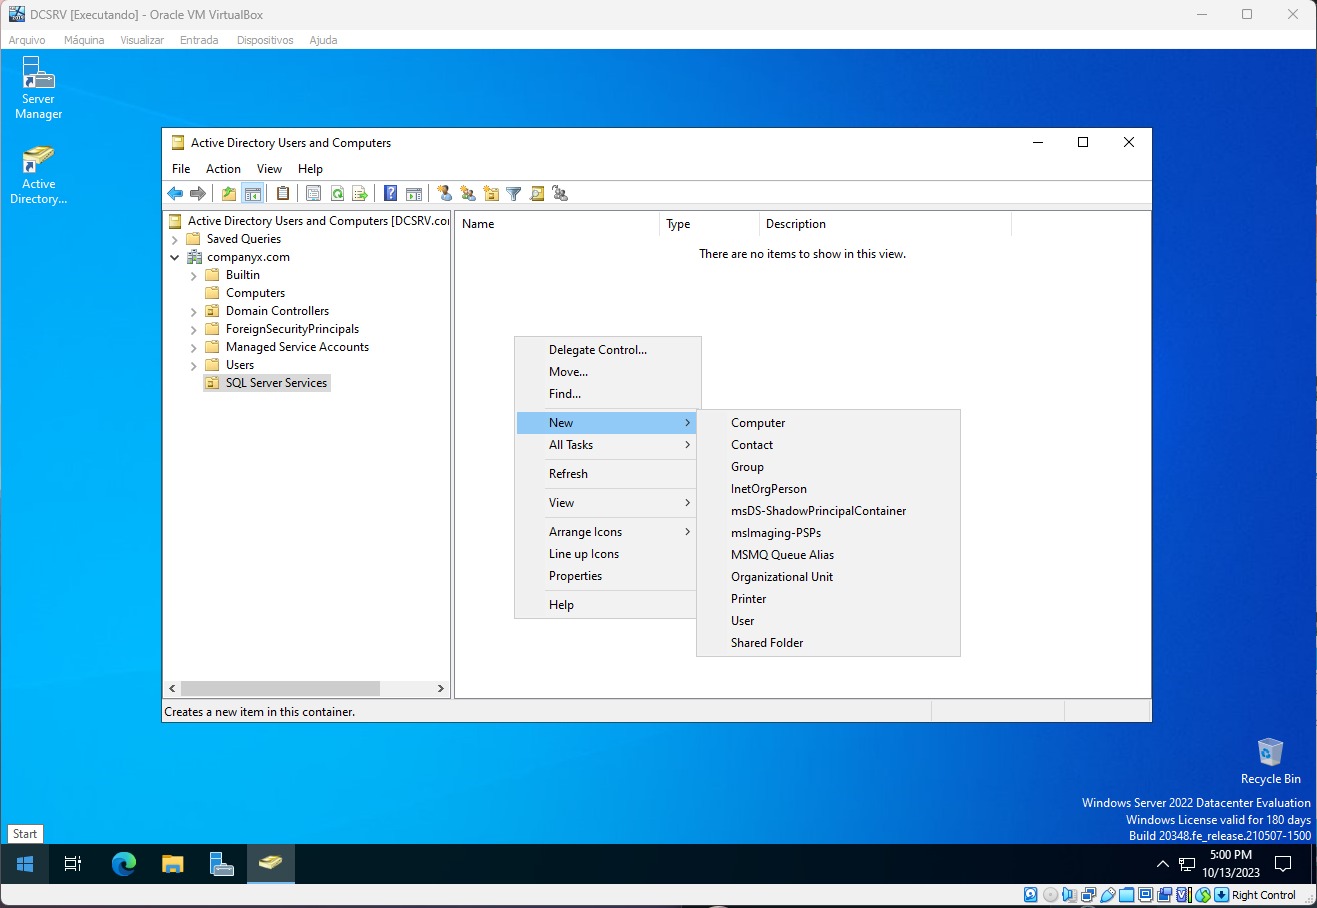 DCSRV [Executando] - Oracle VM VirtualBox
Arquivo Máquina Visualizar Entrada Dispositivos Ajuda
Server
Manager
Active
Directory...
Active Directory Users and Computers
File Action View Help
Active Directory Users and Computers [DCSRV.co
Saved Queries
companyx.com
Builtin
Computers
Domain Controllers
ForeignSecurityPrincipals
Managed Service Accounts
Users
SQL Server Services
Name Type Description
There are no items to show in this view.
Delegate Control...
Move...
Find...
New
All Tasks
Refresh
View
Arrange Icons
Line up Icons
Properties
Help
Computer
Contact
Group
InetOrgPerson
msDS-ShadowPrincipalContainer
msImaging-PSPs
MSMQ Queue Alias
Organizational Unit
Printer
User
Shared Folder
Creates a new item in this container.
Recycle Bin
Windows Server 2022 Datacenter Evaluation
Windows License valid for 180 days
Build 20348.fe_release.210507-1500
Start
5:00 PM
10/13/2023
Right Control